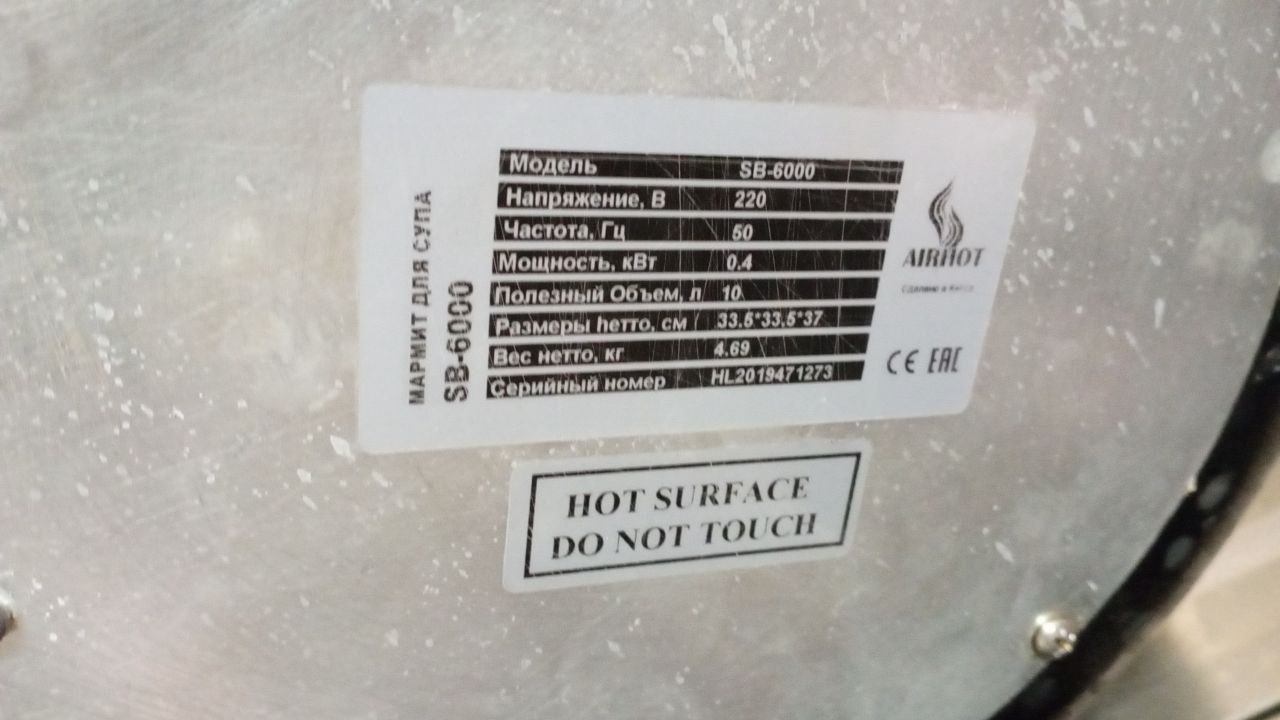 МАРМИТ ДЛЯ СУПА
SB-6000
Модель SB-6000
Напряжение, В 220
Частота, Гц 50
Мощность, кВт 0.4
Полезный Объем, л 10
Размеры нетто, см 33.5*33.5*37
Вес нетто, кг 4.69
Серийный номер HL2019471273
AIRHOT
Сделано в Китае
CE EAC
HOT SURFACE
DO NOT TOUCH